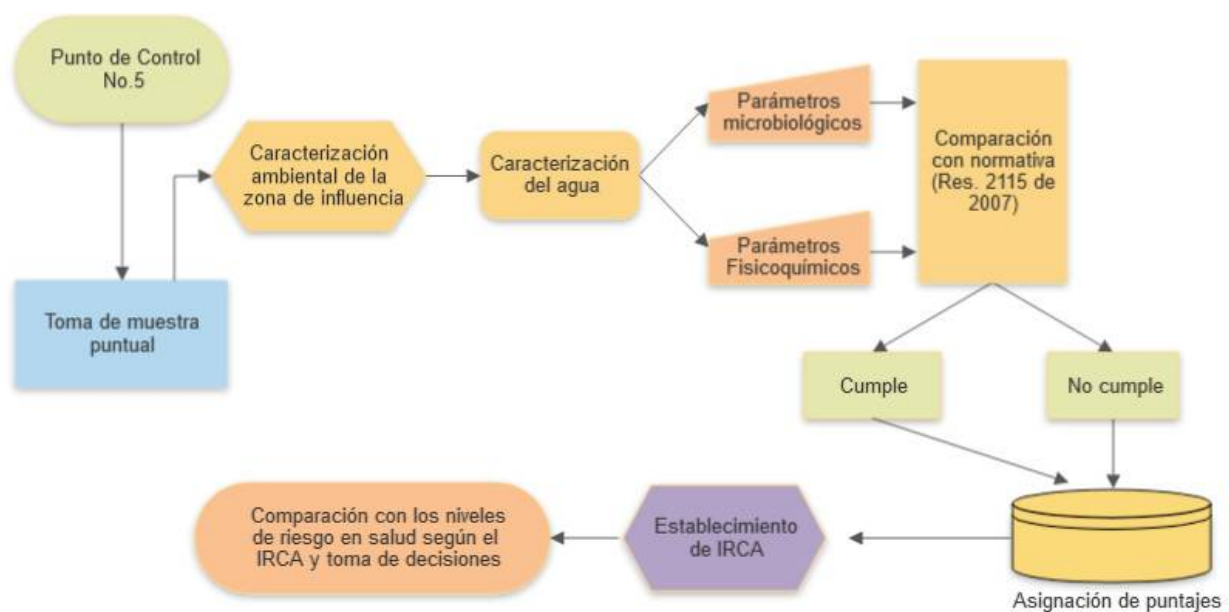 Punto de Control
No.5
Toma de muestra
puntual
Caracterización
ambiental de la
zona de influencia
Caracterización
del agua
Parámetros
microbiológicos
Parámetros
Fisicoquímicos
Comparación
con normativa
(Res. 2115 de
2007)
Cumple
No cumple
Asignación de puntajes
Establecimiento
de IRCA
Comparación con los niveles
de riesgo en salud según el
IRCA y toma de decisiones